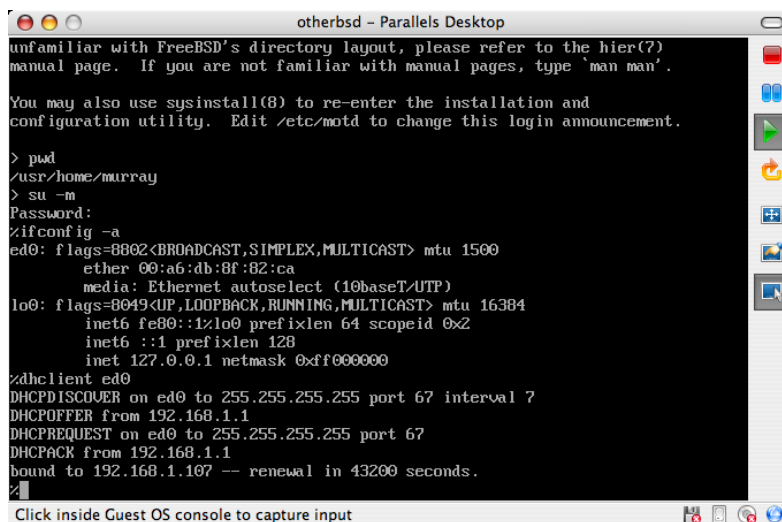 otherbsd – Parallels Desktop
unfamiliar with FreeBSD's directory layout, please refer to the hier(7)
manual page.  If you are not familiar with manual pages, type `man man'.
You may also use sysinstall(8) to re-enter the installation and
configuration utility.  Edit /etc/motd to change this login announcement.
> pwd
/usr/home/murray
> su -m
Password:
%ifconfig -a
ed0: flags=8802<BROADCAST,SIMPLEX,MULTICAST> mtu 1500
ether 00:a6:db:8f:82:ca
media: Ethernet autoselect (10baseT/UTP)
lo0: flags=8049<UP,LOOPBACK,RUNNING,MULTICAST> mtu 16384
inet6 fe80::1%lo0 prefixlen 64 scopeid 0x2
inet6 ::1 prefixlen 128
inet 127.0.0.1 netmask 0xff000000
%dhclient ed0
DHCPDISCOVER on ed0 to 255.255.255.255 port 67 interval 7
DHCPOFFER from 192.168.1.1
DHCPREQUEST on ed0 to 255.255.255.255 port 67
DHCPACK from 192.168.1.1
bound to 192.168.1.107 -- renewal in 43200 seconds.
%
Click inside Guest OS console to capture input